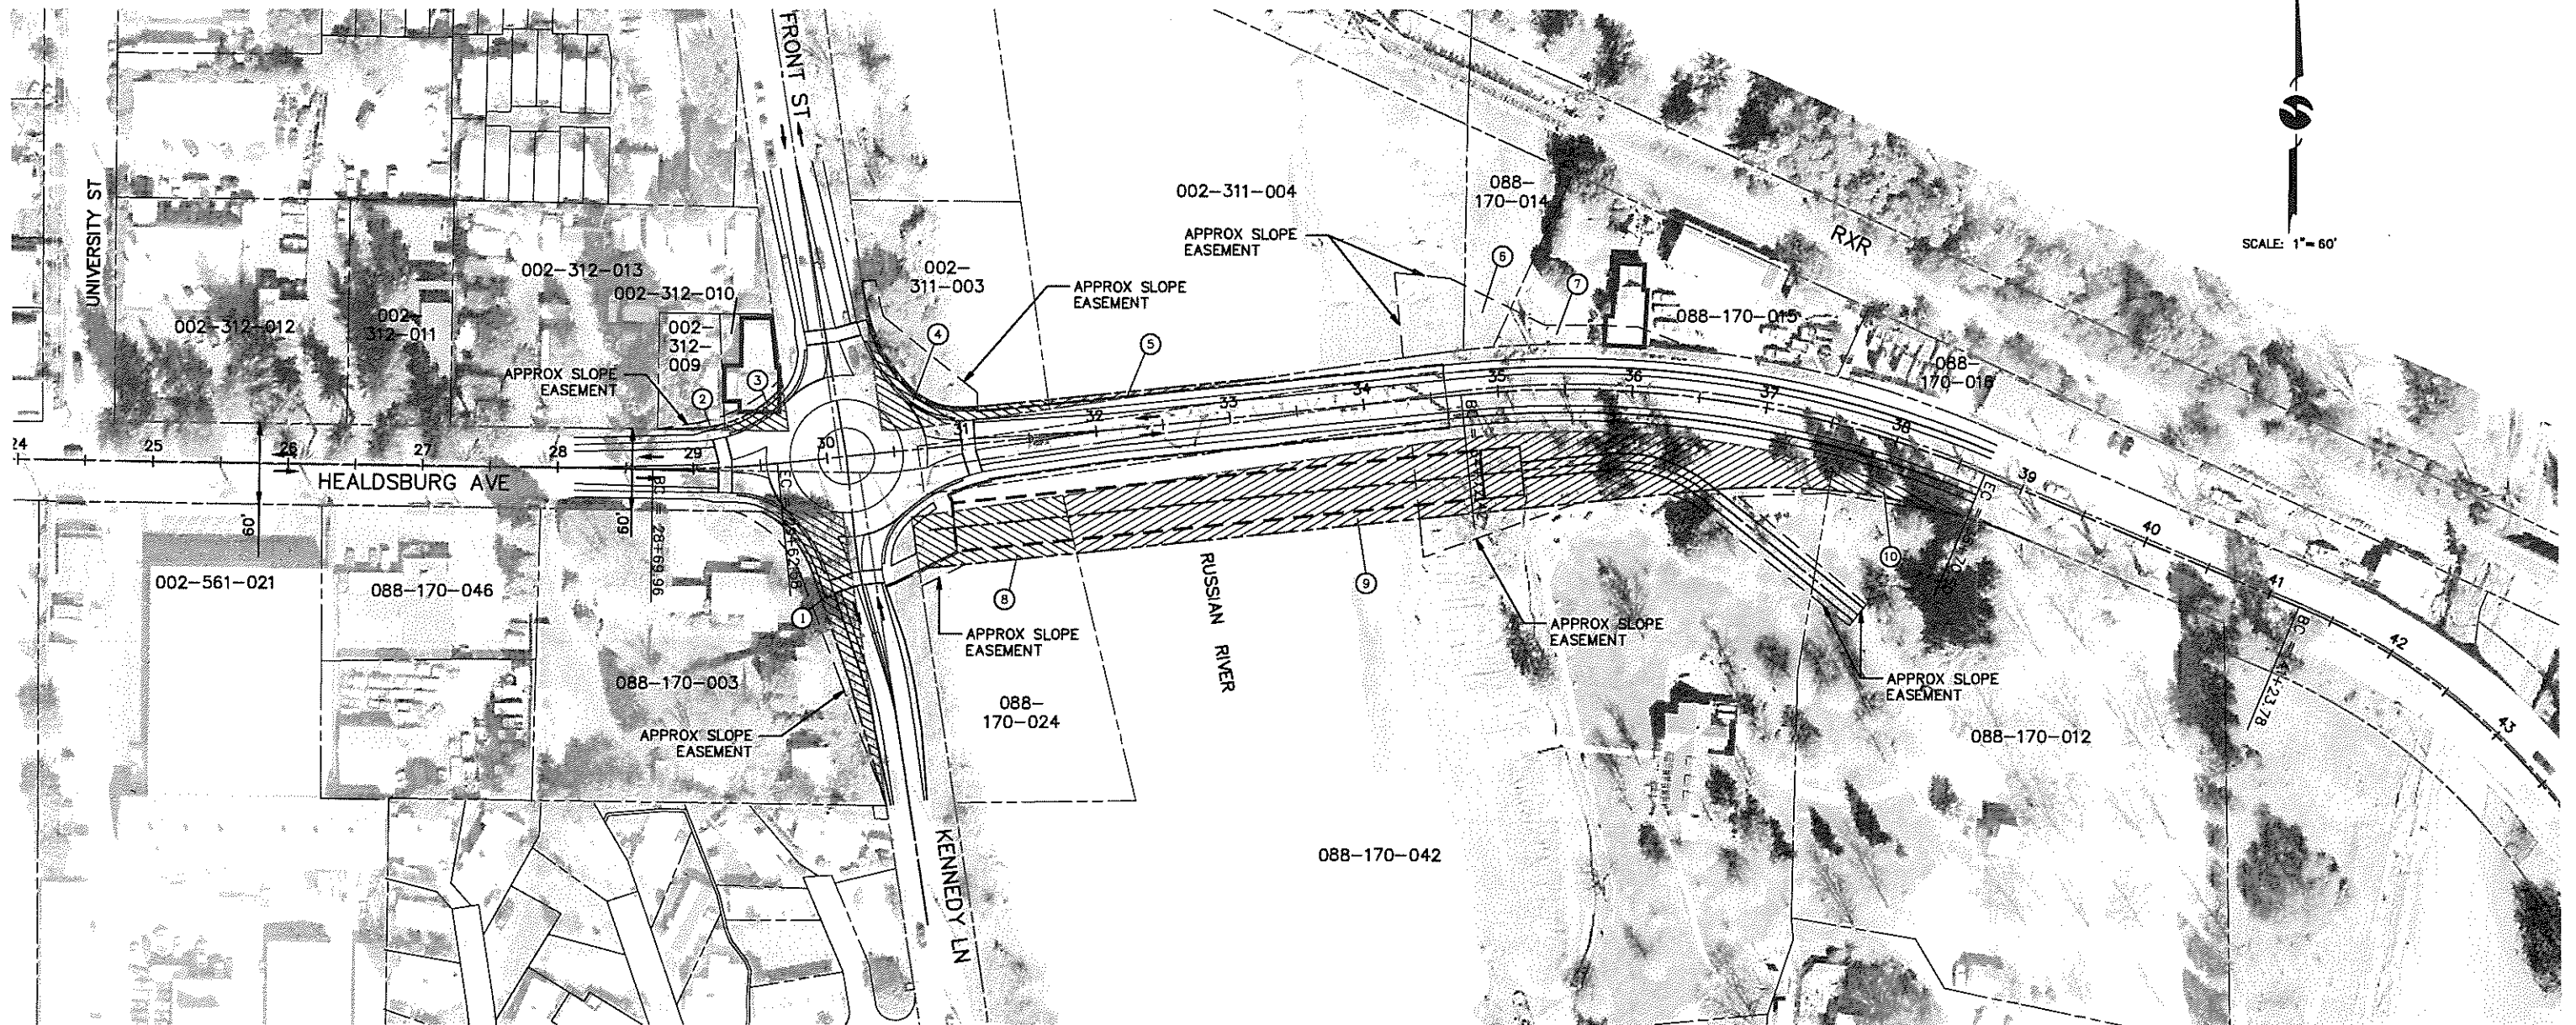 FRONT ST
UNIVERSITY ST
SCALE: 1"= 60'
002-311-004
088-
170-014
RXR
APPROX SLOPE
EASEMENT
002-
311-003
APPROX SLOPE
EASEMENT
002-312-013
002-312-010
002-312-012
002-
312-011
002-
312-
009
APPROX SLOPE
EASEMENT
088-170-015
088-
170-016
2
3
4
5
6
7
24
25
26
27
28
29
30
31
32
33
34
35
36
37
38
39
40
41
42
43
HEALDSBURG AVE
60'
60'
BC = 28+69.96
BC = 41+23.78
002-561-021
088-170-046
088-170-003
1
8
9
10
APPROX SLOPE
EASEMENT
APPROX SLOPE
EASEMENT
APPROX SLOPE
EASEMENT
APPROX SLOPE
EASEMENT
088-
170-024
RUSSIAN RIVER
088-170-042
088-170-012
KENNEDY LN